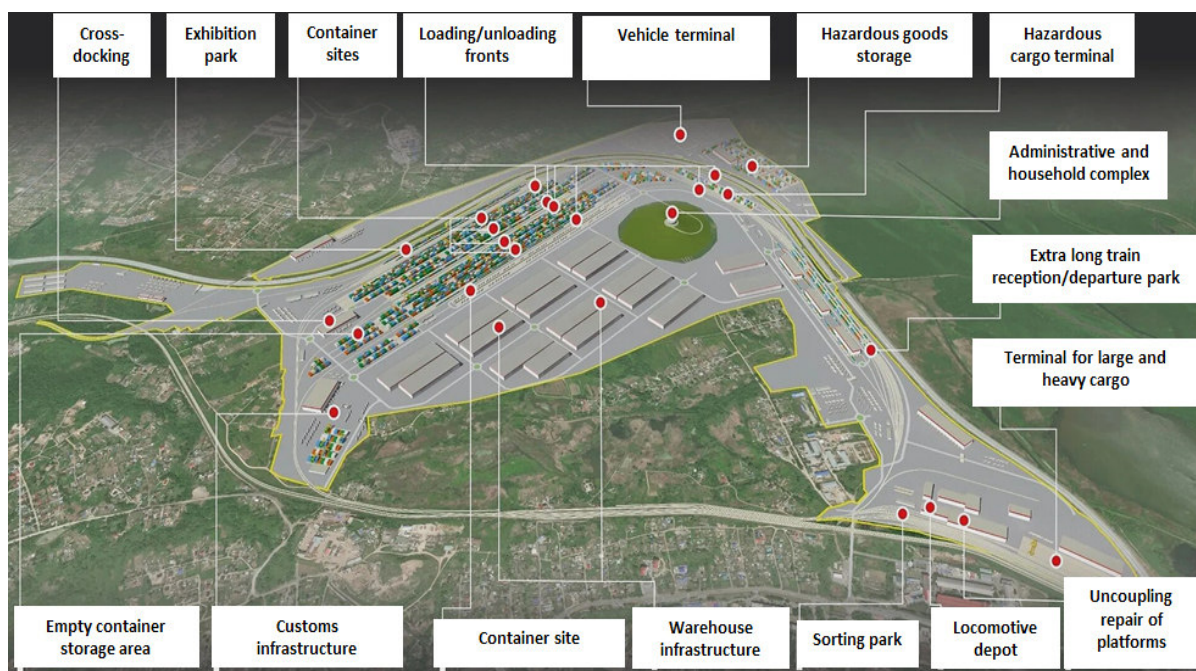 Cross-
docking
Exhibition
park
Container
sites
Loading/unloading
fronts
Vehicle terminal
Hazardous goods
storage
Hazardous
cargo terminal
Administrative and
household complex
Extra long train
reception/departure park
Terminal for large and
heavy cargo
Empty container
storage area
Customs
infrastructure
Container site
Warehouse
infrastructure
Sorting park
Locomotive
depot
Uncoupling
repair of
platforms